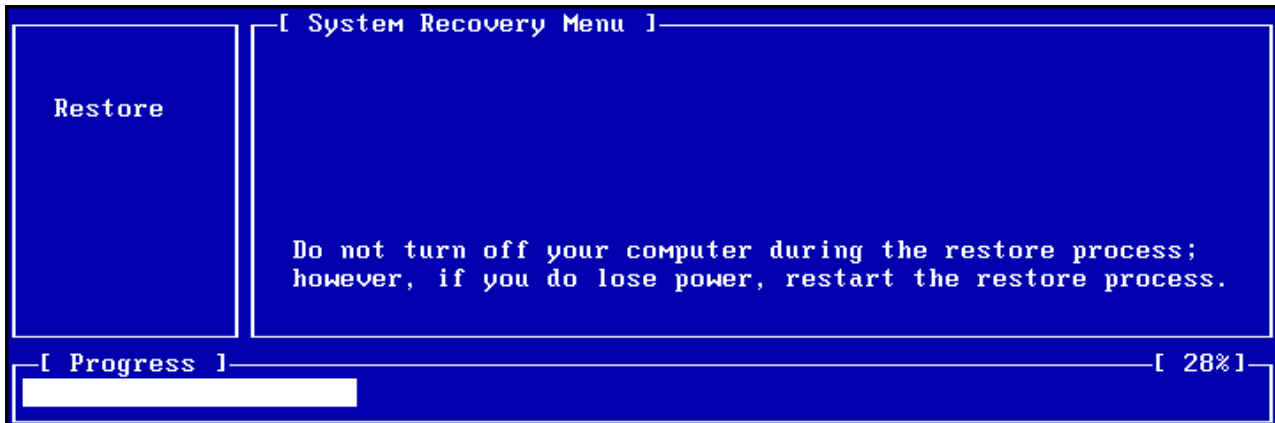 [ System Recovery Menu ]
Restore
Do not turn off your computer during the restore process;
however, if you do lose power, restart the restore process.
[ Progress ]
[ 28%]